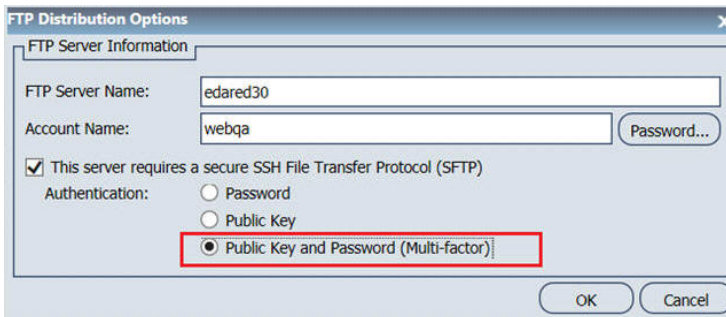 FTP Distribution Options
FTP Server Information
FTP Server Name: edared30
Account Name: webqa Password...
This server requires a secure SSH File Transfer Protocol (SFTP)
Authentication: Password
Public Key
Public Key and Password (Multi-factor)
OK Cancel